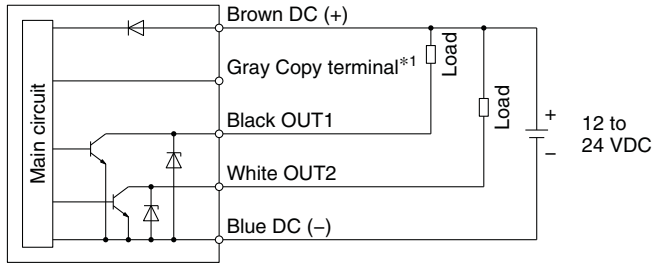 Brown DC (+)
Gray Copy terminal*1
Black OUT1
White OUT2
Blue DC (−)
Main circuit
Load
Load
+
−
12 to
24 VDC